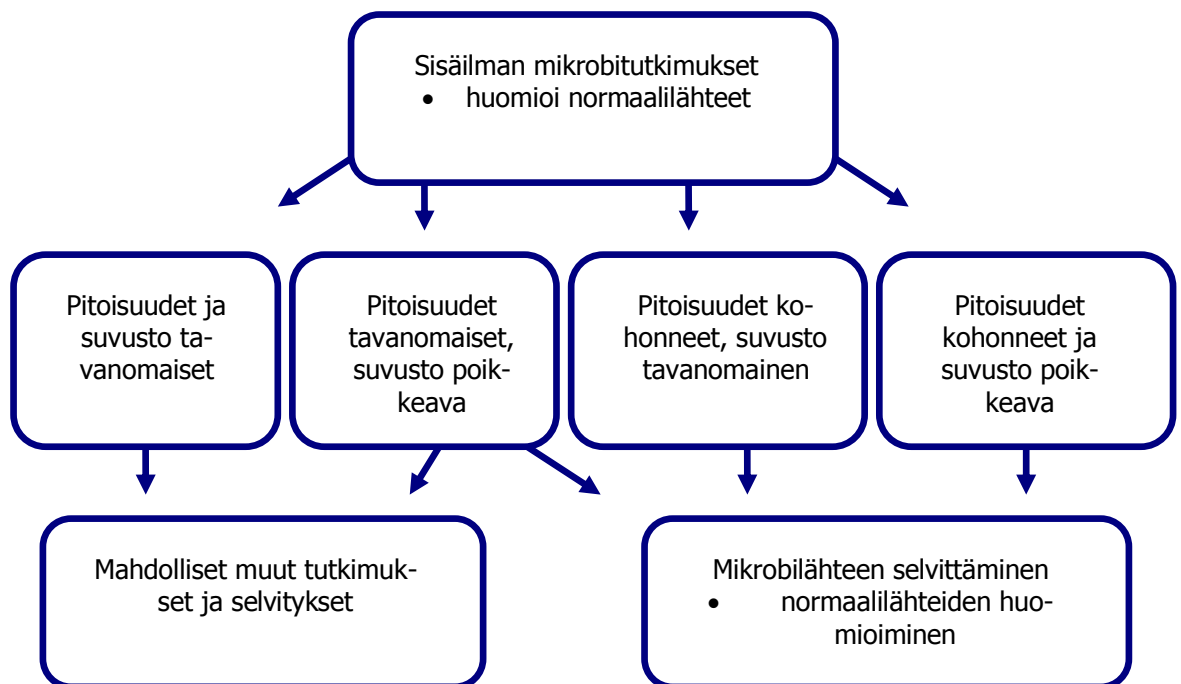 Sisäilman mikrobitutkimukset
• huomioi normaalilähteet
Pitoisuudet ja
suvusto ta-
vanomaiset
Pitoisuudet
tavanomaiset,
suvusto poik-
keava
Pitoisuudet ko-
honneet, suvusto
tavanomainen
Pitoisuudet
kohonneet ja
suvusto poik-
keava
Mahdolliset muut tutkimuk-
set ja selvitykset
Mikrobilähteen selvittäminen
• normaalilähteiden huo-
mioiminen